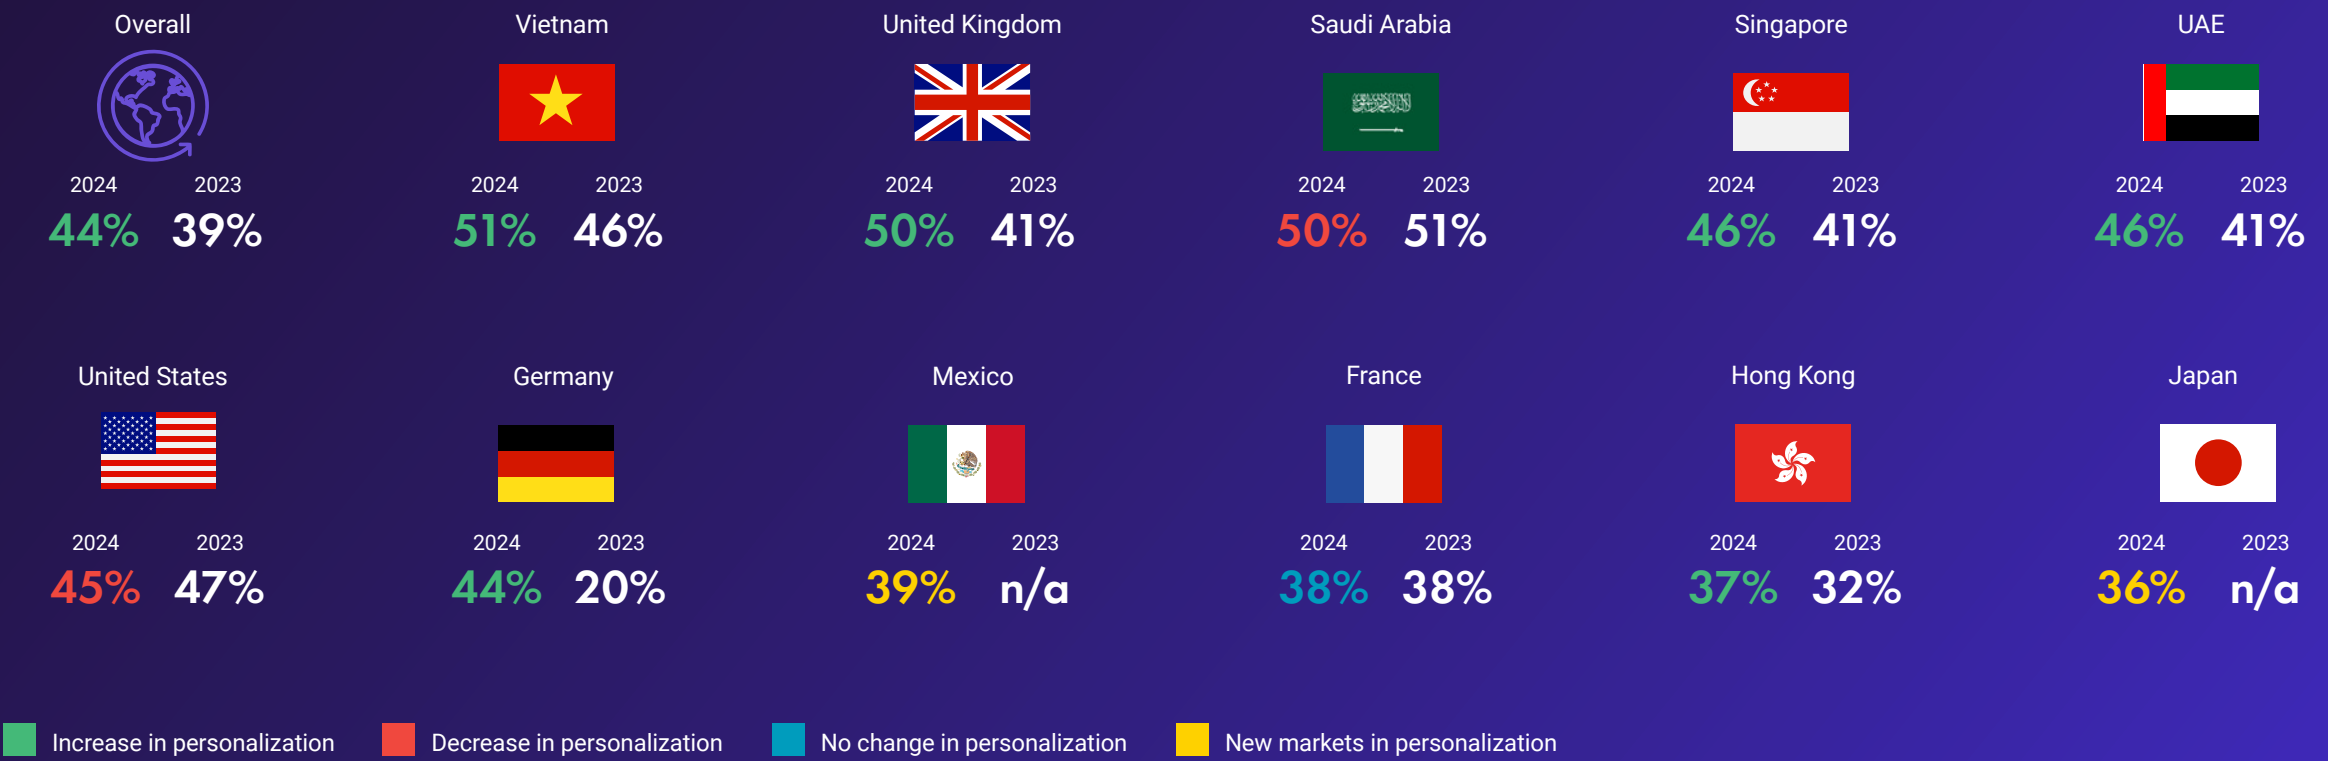 Overall
Vietnam
United Kingdom
Saudi Arabia
Singapore
UAE
2024 2023
44% 39%
2024 2023
51% 46%
2024 2023
50% 41%
2024 2023
50% 51%
2024 2023
46% 41%
2024 2023
46% 41%
United States
Germany
Mexico
France
Hong Kong
Japan
2024 2023
45% 47%
2024 2023
44% 20%
2024 2023
39% n/a
2024 2023
38% 38%
2024 2023
37% 32%
2024 2023
36% n/a
Increase in personalization
Decrease in personalization
No change in personalization
New markets in personalization